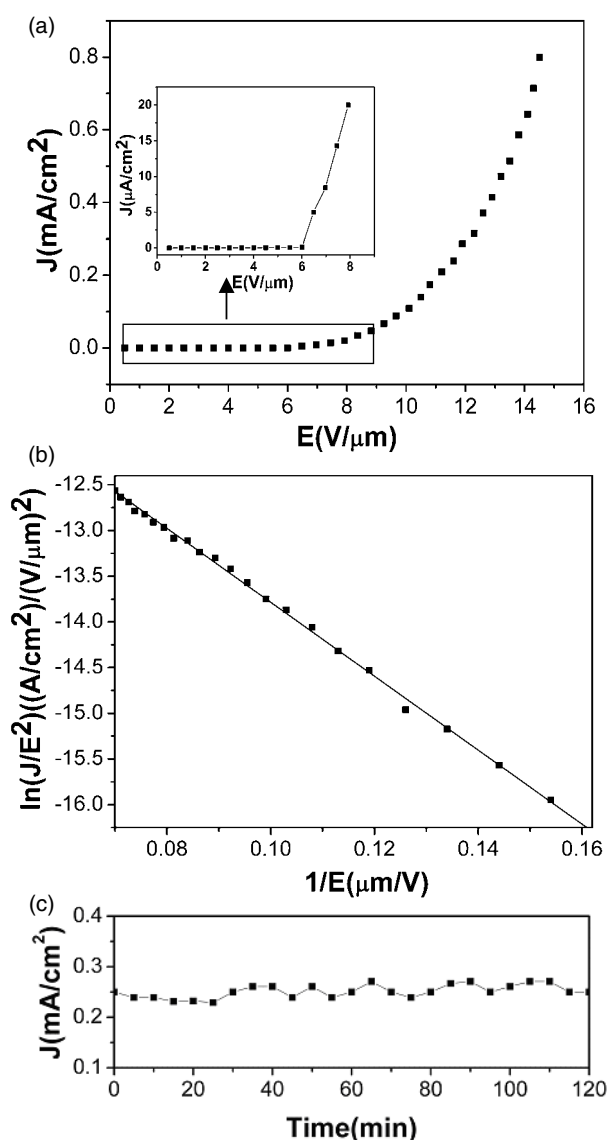 (a)
0.8
0.6
0.4
0.2
0.0
J(mA/cm²)
20
15
10
5
0
J(μA/cm²)
0 2 4 6 8
E(V/μm)
0 2 4 6 8 10 12 14 16
E(V/μm)
(b)
-12.5
-13.0
-13.5
-14.0
-14.5
-15.0
-15.5
-16.0
ln(J/E²)((A/cm²)/(V/μm)²)
0.08 0.10 0.12 0.14 0.16
1/E(μm/V)
(c)
0.4
0.3
0.2
0.1
J(mA/cm²)
0 20 40 60 80 100 120
Time(min)